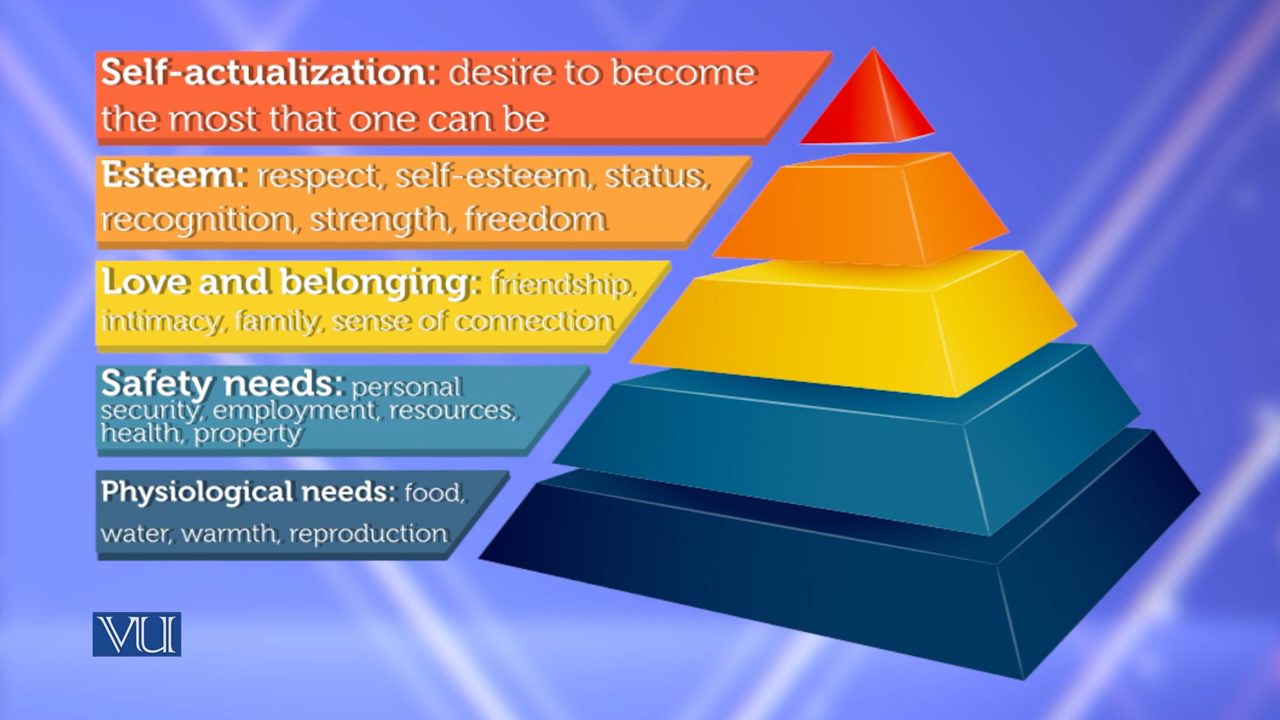 Self-actualization: desire to become
the most that one can be
Esteem: respect, self-esteem, status,
recognition, strength, freedom
Love and belonging: friendship,
intimacy, family, sense of connection
Safety needs: personal
security, employment, resources,
health, property
Physiological needs: food,
water, warmth, reproduction
VU